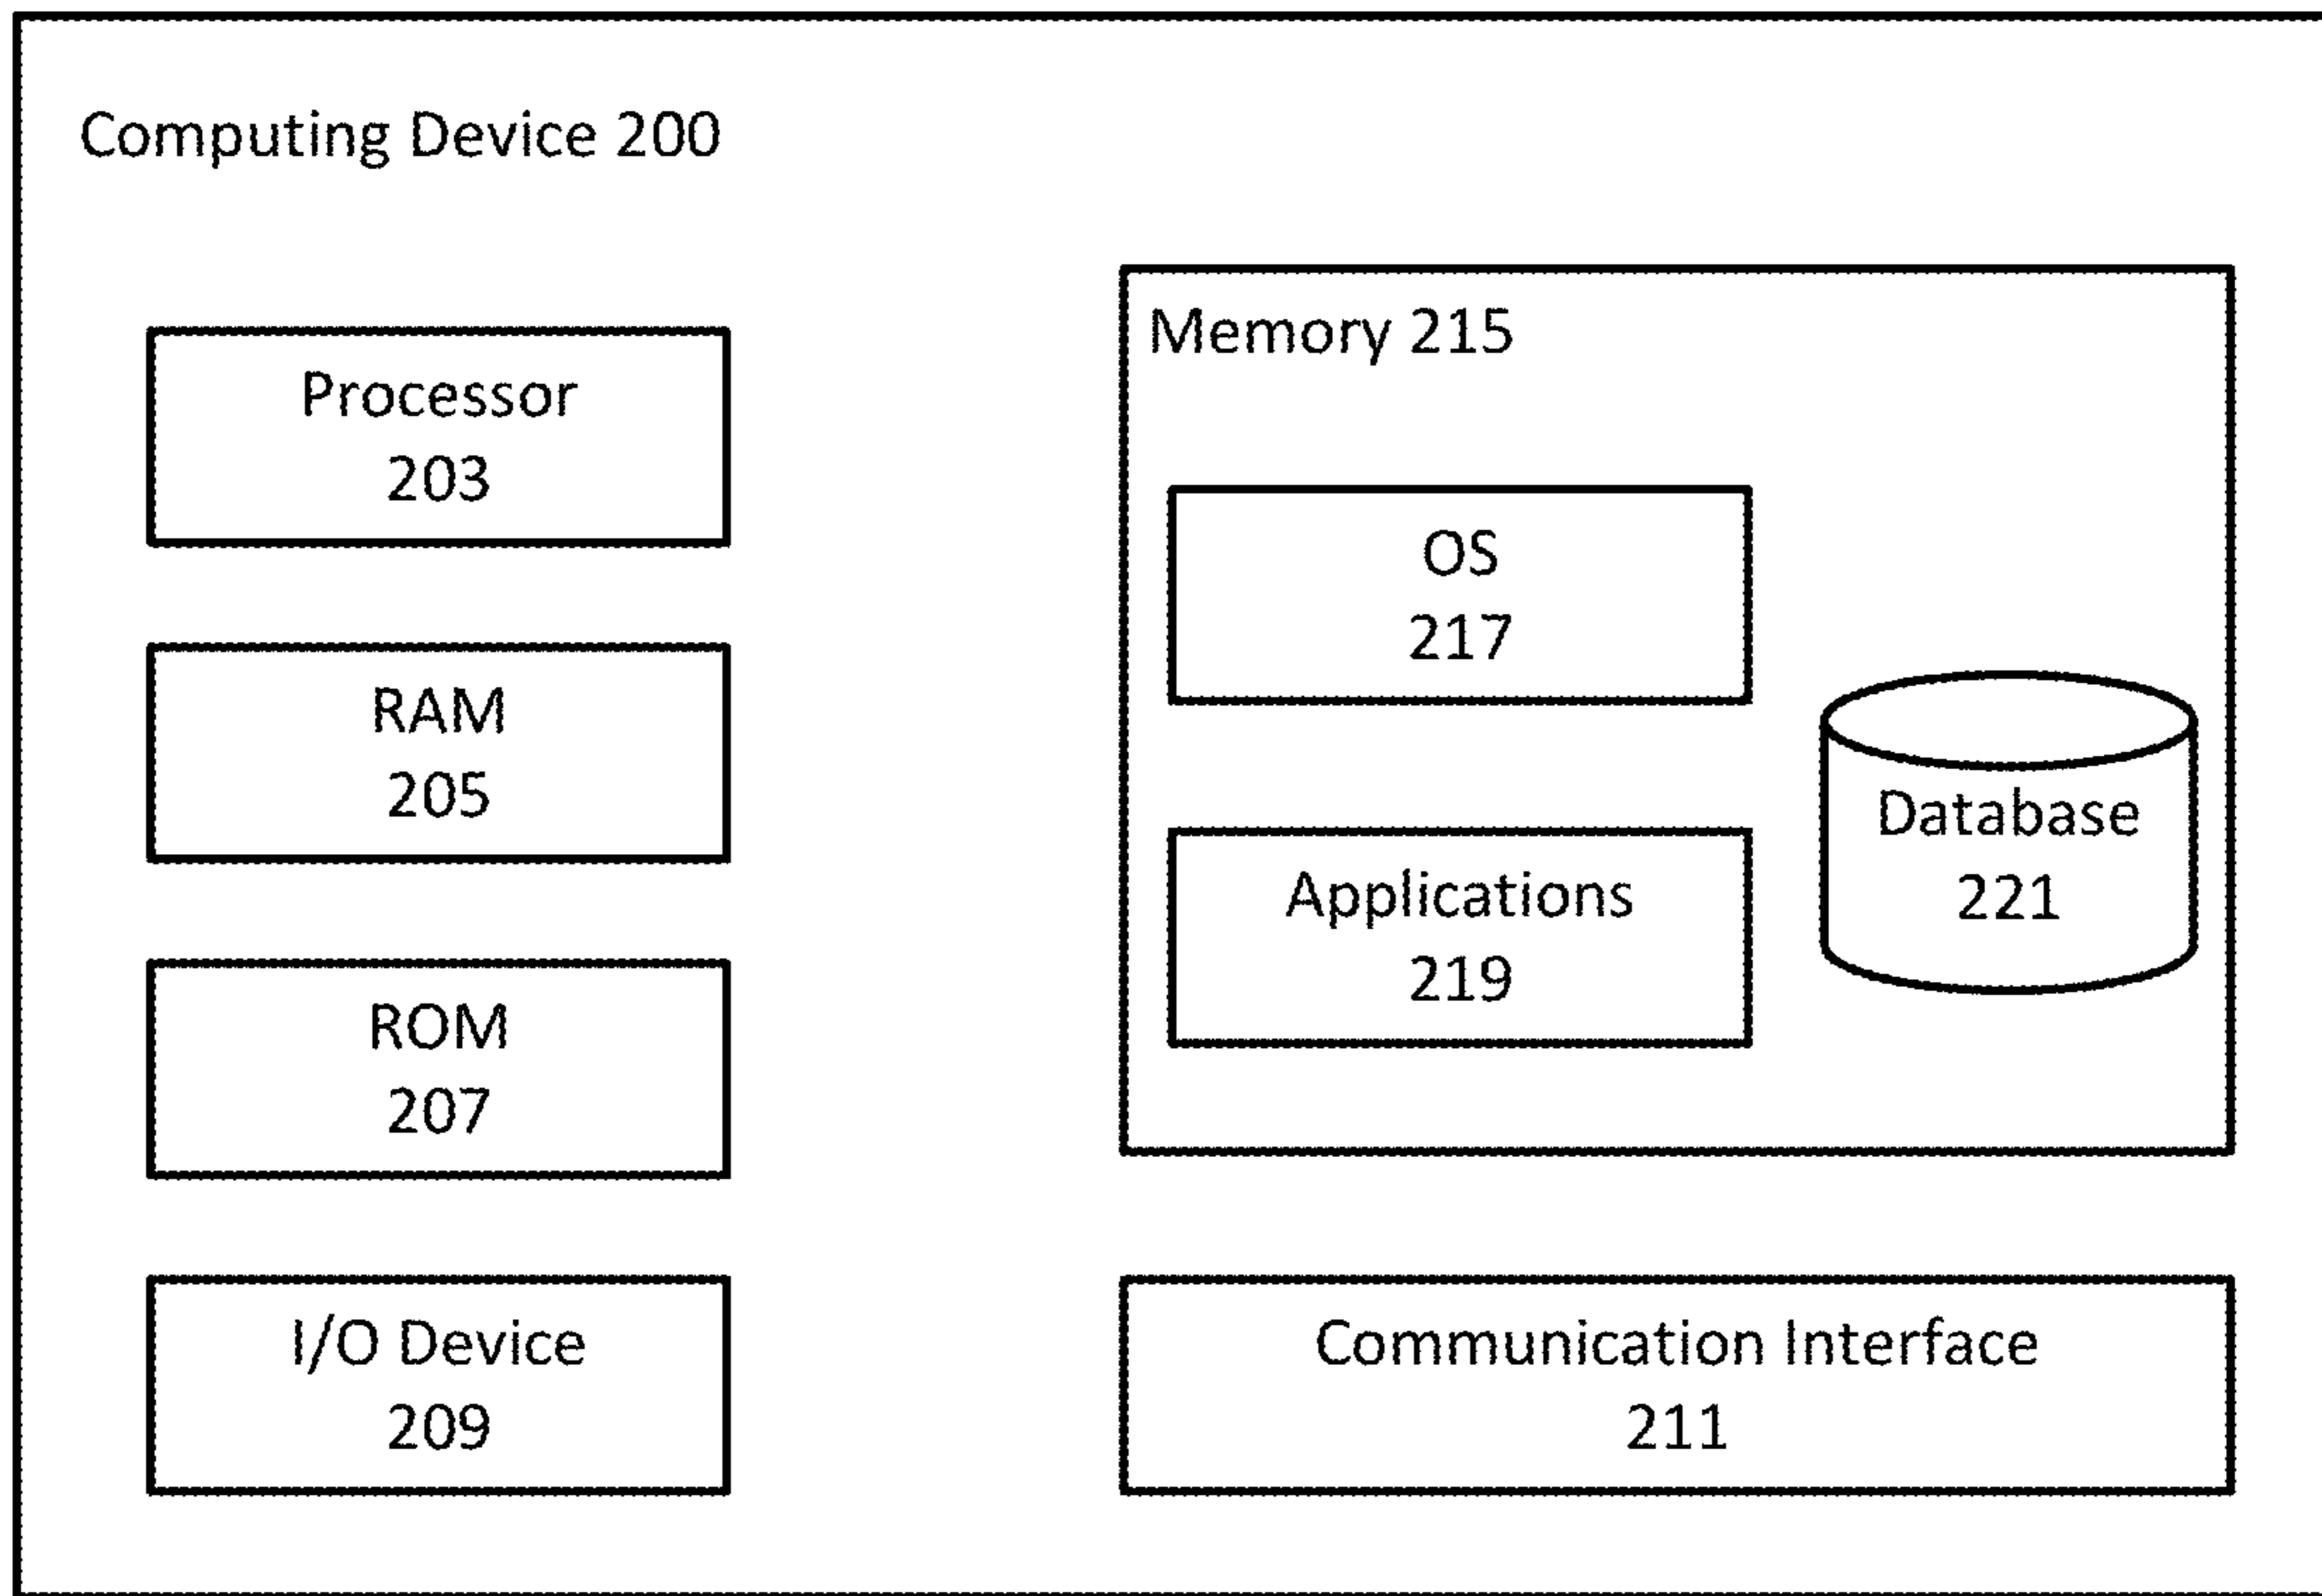 Computing Device 200
Processor
203
RAM
205
ROM
207
I/O Device
209
Memory 215
OS
217
Applications
219
Database
221
Communication Interface
211